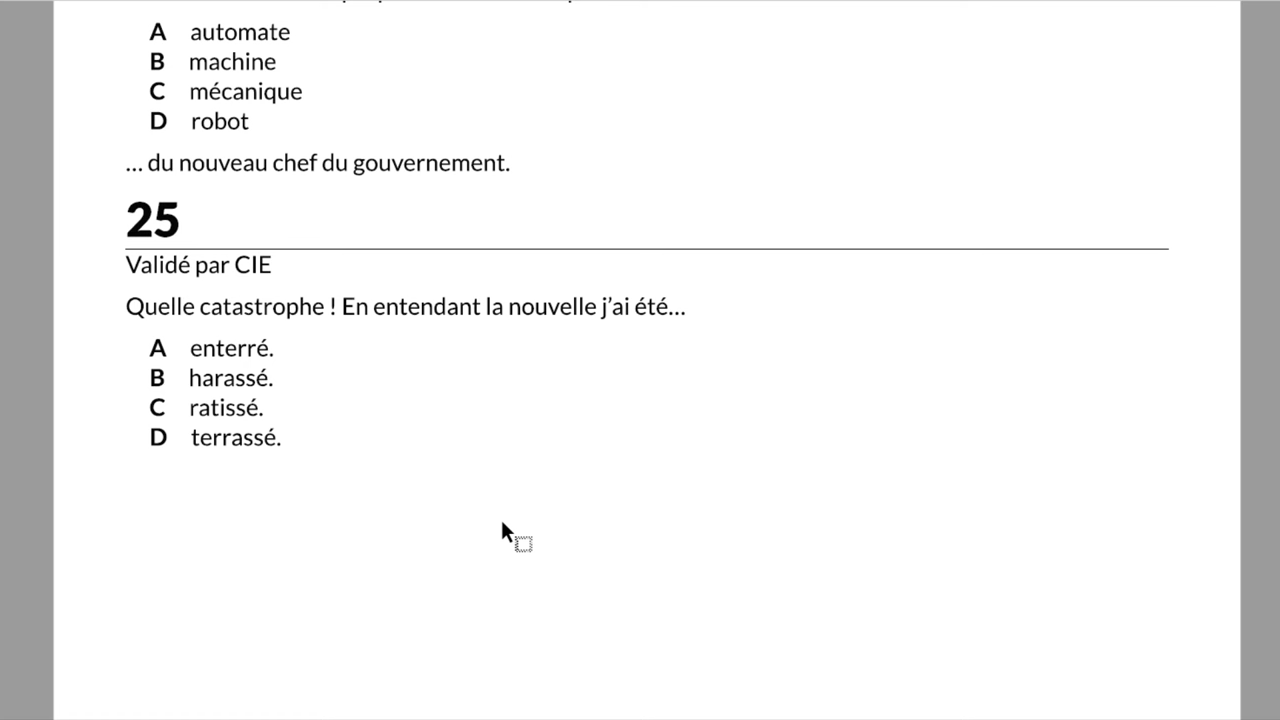 A automate
B machine
C mécanique
D robot
… du nouveau chef du gouvernement.
25
Validé par CIE
Quelle catastrophe ! En entendant la nouvelle j’ai été…
A enterré.
B harassé.
C ratissé.
D terrassé.